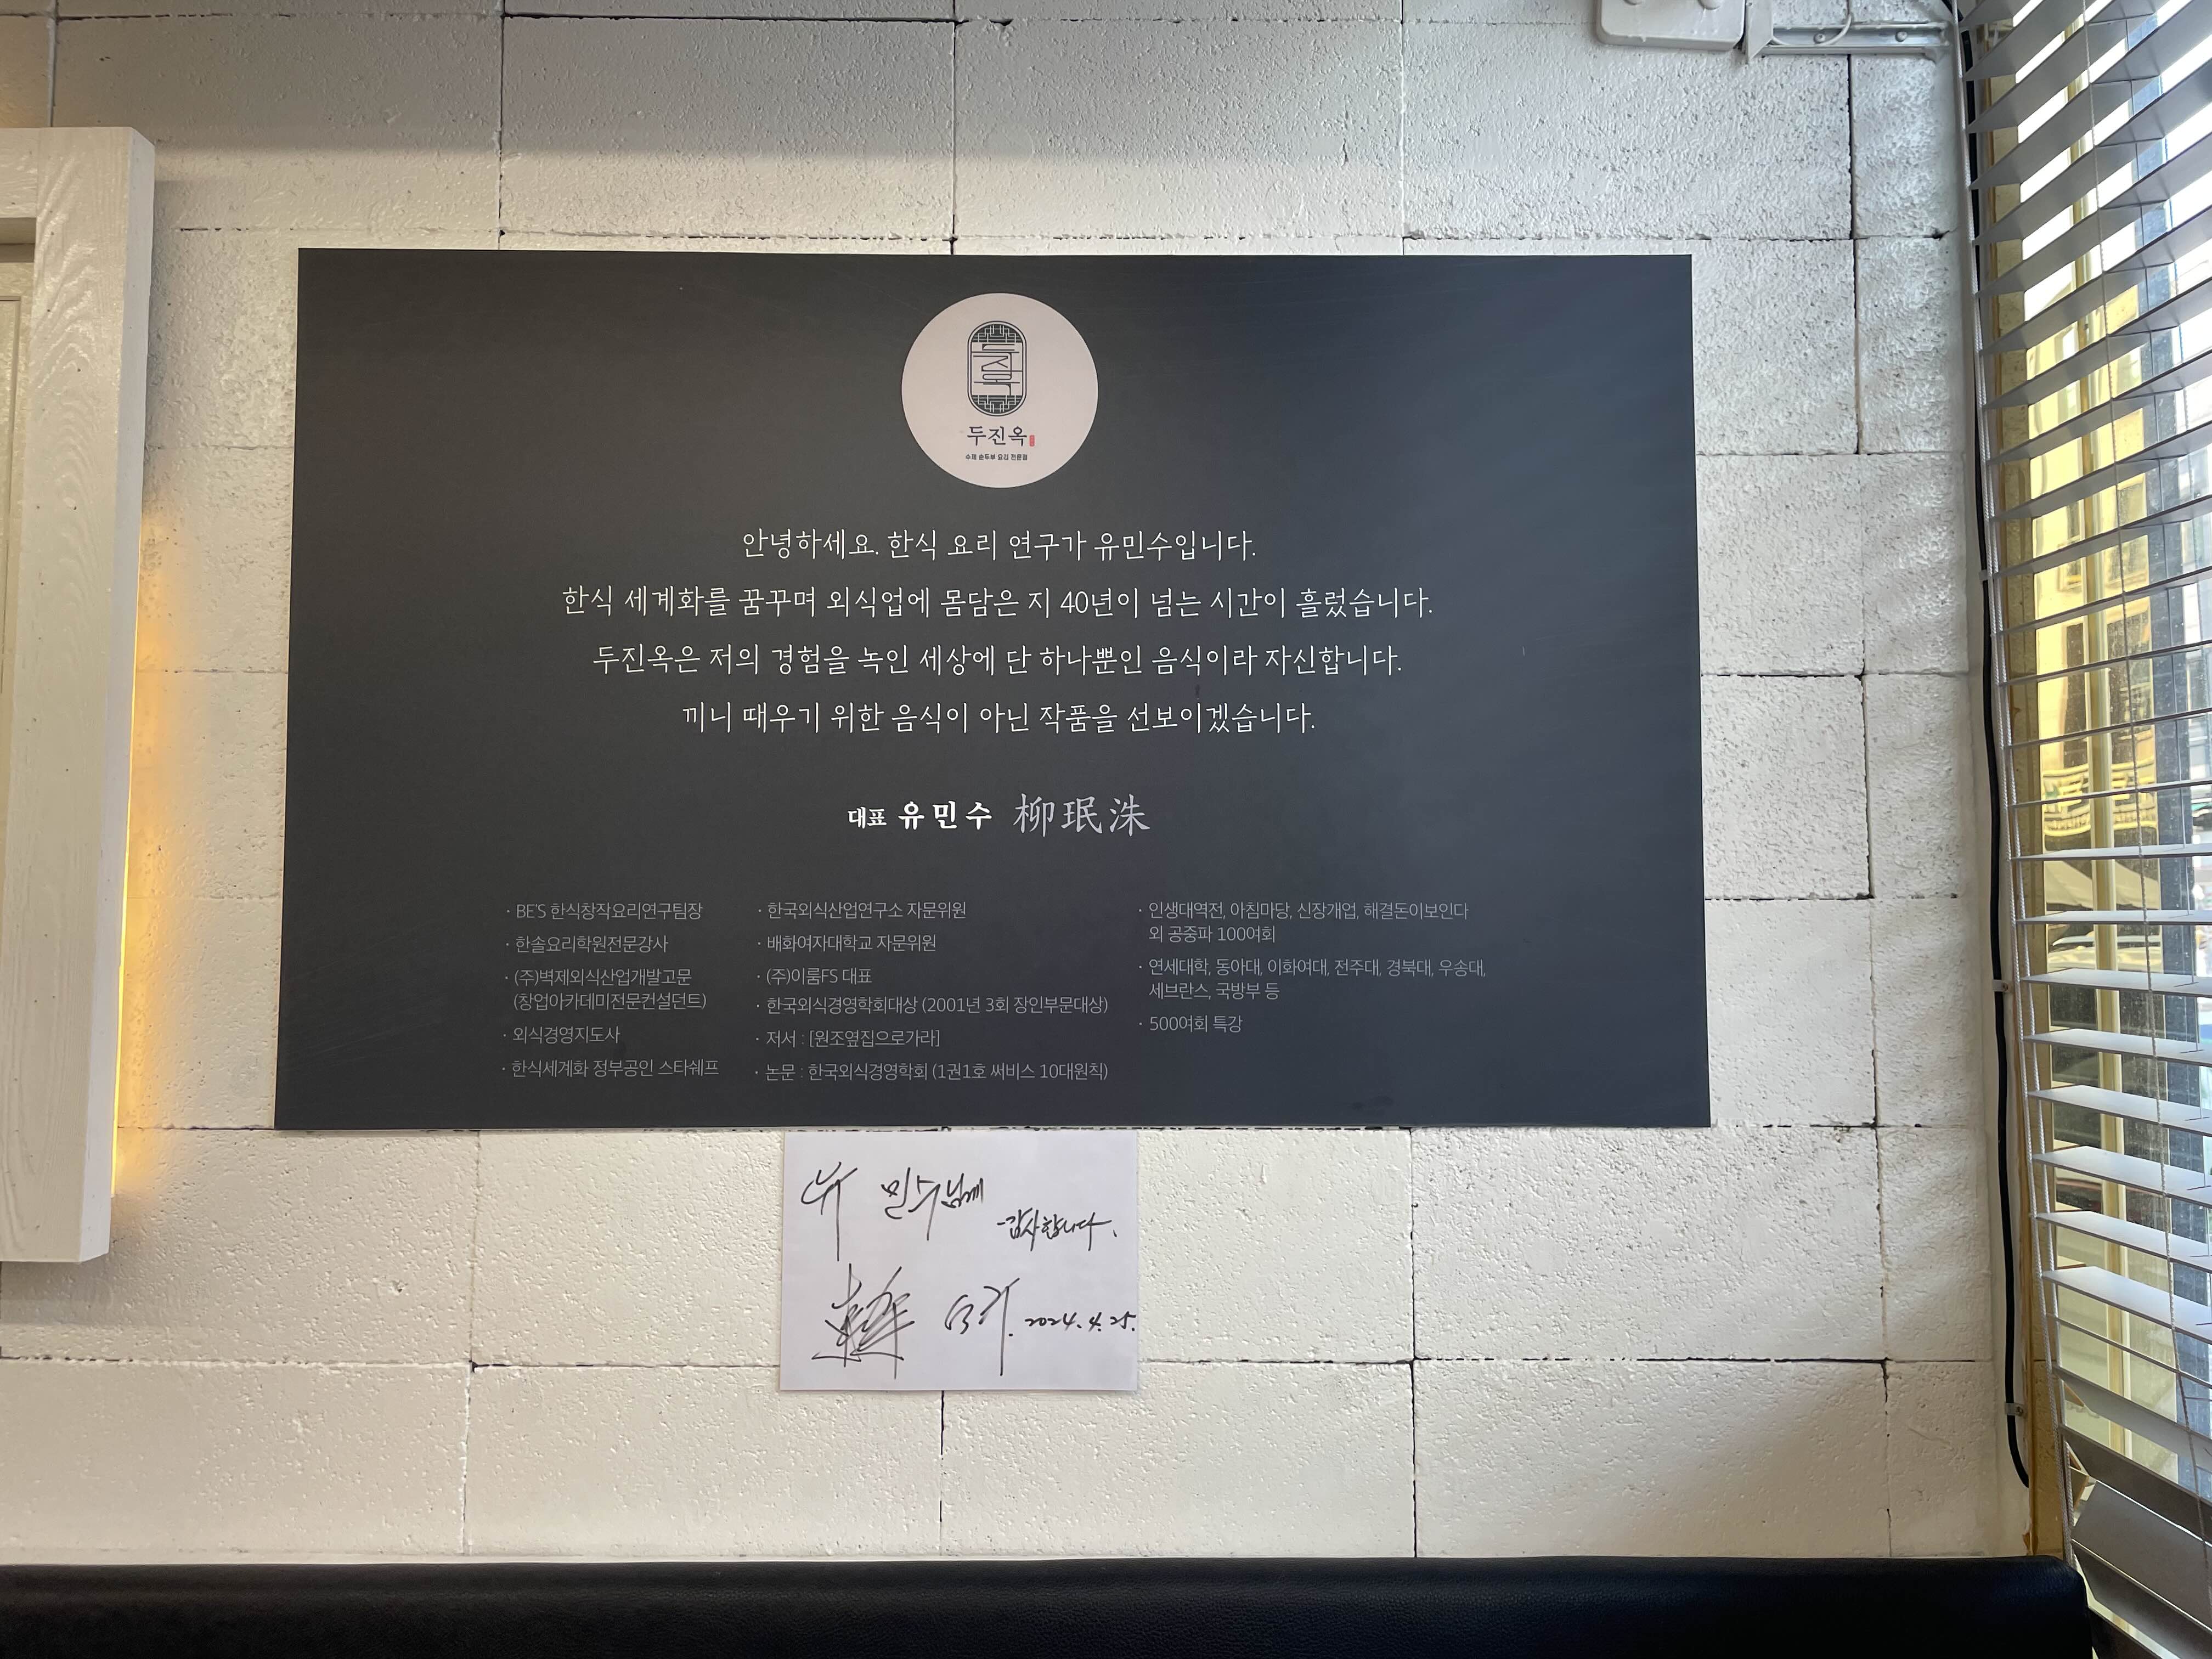 두진옥
수제 순두부 요리 전문점
안녕하세요. 한식 요리 연구가 유민수입니다.
한식 세계화를 꿈꾸며 외식업에 몸담은 지 40년이 넘는 시간이 흘렀습니다.
두진옥은 저의 경험을 녹인 세상에 단 하나뿐인 음식이라 자신합니다.
끼니 때우기 위한 음식이 아닌 작품을 선보이겠습니다.
대표 유민수 柳珉洙
· BE'S 한식창작요리연구팀장
· 한솔요리학원전문강사
· (주)벽제외식산업개발고문
(창업아카데미전문컨설던트)
· 외식경영지도사
· 한식세계화 정부공인 스타쉐프
· 한국외식산업연구소 자문위원
· 배화여자대학교 자문위원
· (주)이룸FS 대표
· 한국외식경영학회대상 (2001년 3회 장인부문대상)
· 저서 : [원조옆집으로가라]
· 논문 : 한국외식경영학회 (1권1호 써비스 10대원칙)
· 인생대역전, 아침마당, 신장개업, 해결돈이보인다
외 공중파 100여회
· 연세대학, 동아대, 이화여대, 전주대, 경북대, 우송대,
세브란스, 국방부 등
· 500여회 특강
유 민수님께
감사합니다.
2024. 4. 25.